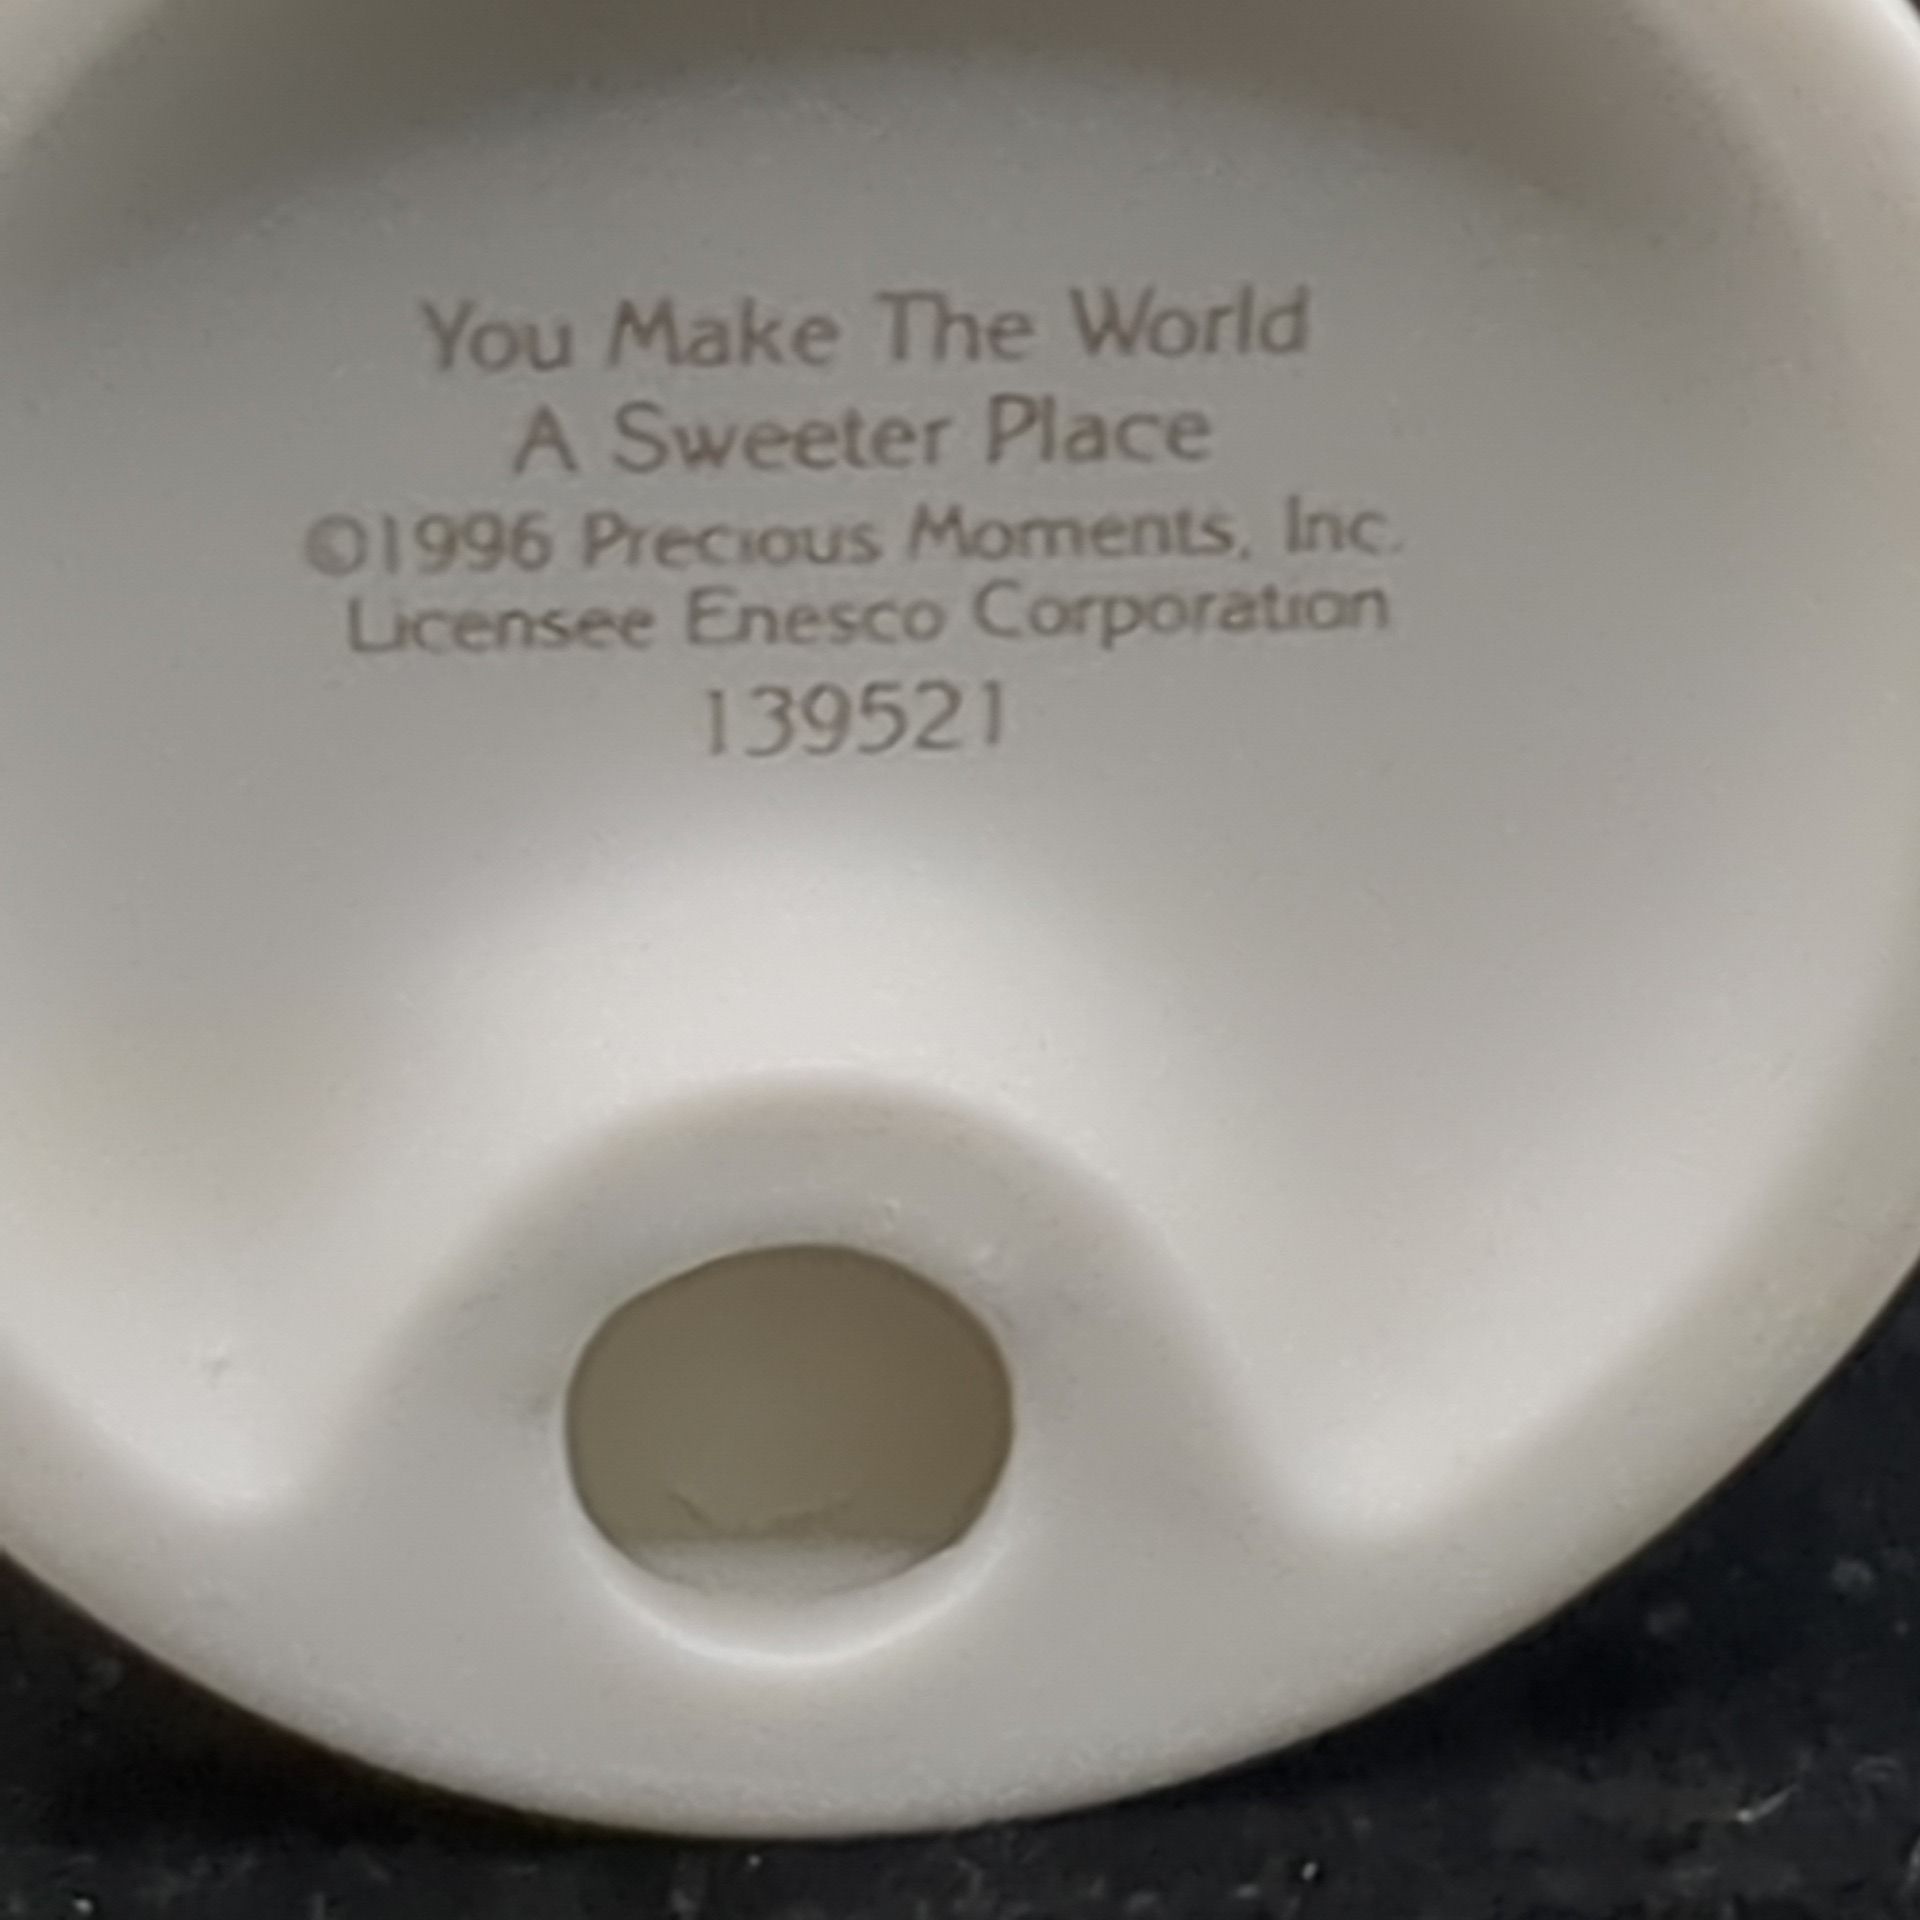 You Make The World
A Sweeter Place
©1996 Precious Moments, Inc.
Licensee Enesco Corporation
139521